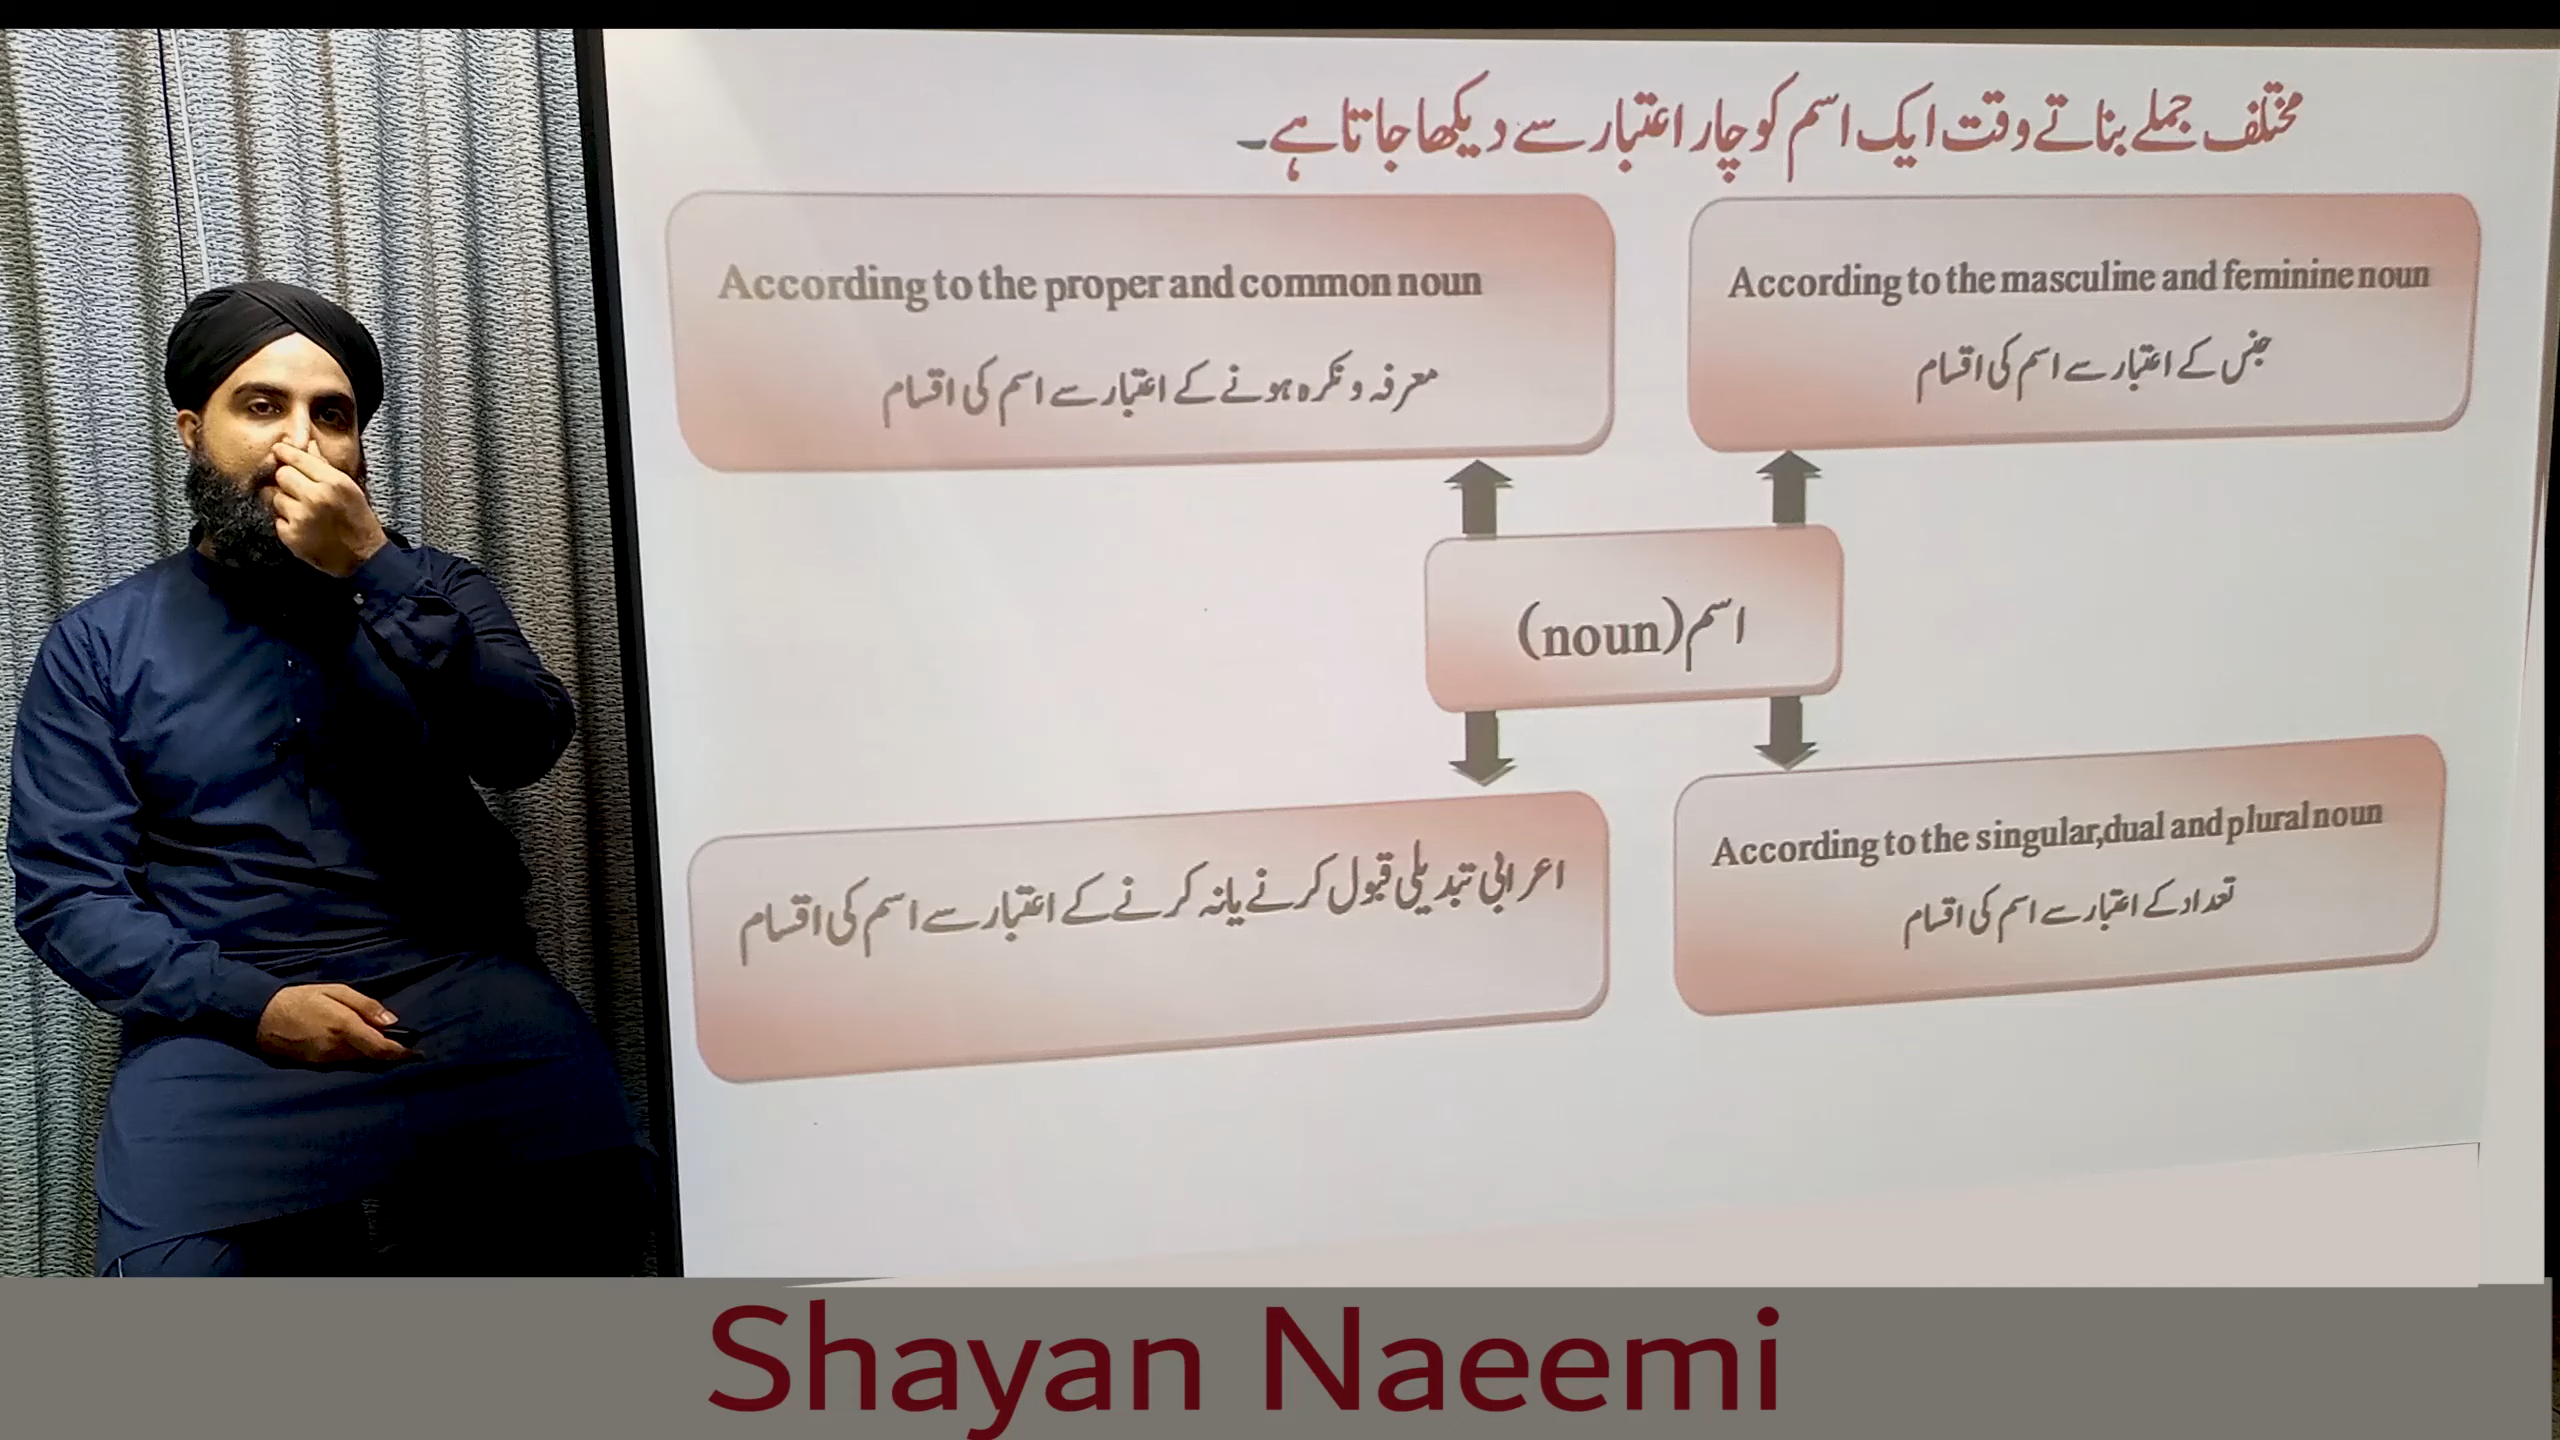 مختلف جملے بناتے وقت ایک اسم کو چار اعتبار سے دیکھا جاتا ہے۔
According to the masculine and feminine noun
جنس کے اعتبار سے اسم کی اقسام
According to the proper and common noun
معرفہ و نکرہ ہونے کے اعتبار سے اسم کی اقسام
اسم (noun)
According to the singular,dual and plural noun
تعداد کے اعتبار سے اسم کی اقسام
اعرابی تبدیلی قبول کرنے یا نہ کرنے کے اعتبار سے اسم کی اقسام
Shayan Naeemi